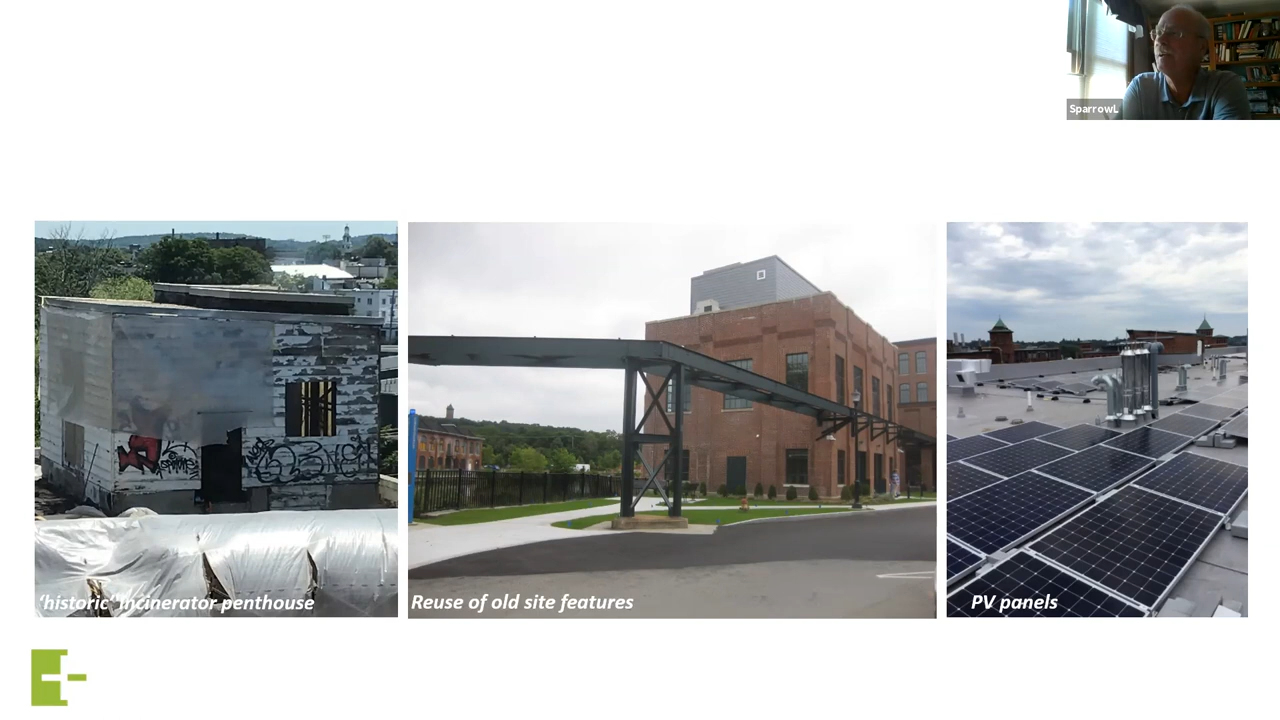 SparrowL
‘historic’ incinerator penthouse
Reuse of old site features
PV panels